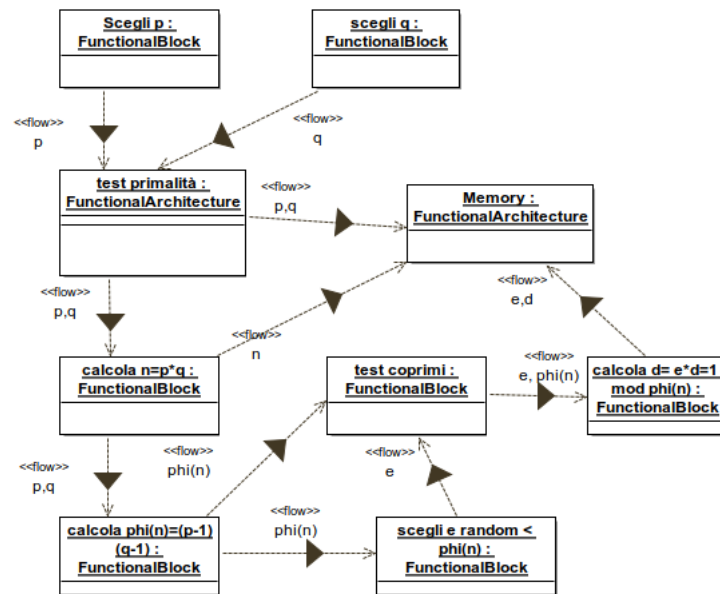 Scegli p :
FunctionalBlock
scegli q :
FunctionalBlock
<<flow>>
p
<<flow>>
q
test primalità :
FunctionalArchitecture
<<flow>>
p,q
Memory :
FunctionalArchitecture
<<flow>>
p,q
<<flow>>
n
<<flow>>
e,d
calcola n=p*q :
FunctionalBlock
test coprimi :
FunctionalBlock
<<flow>>
e, phi(n)
calcola d= e*d=1
mod phi(n) :
FunctionalBlock
<<flow>>
p,q
<<flow>>
phi(n)
<<flow>>
e
<<flow>>
phi(n)
calcola phi(n)=(p-1)
(q-1) :
FunctionalBlock
scegli e random <
phi(n) :
FunctionalBlock